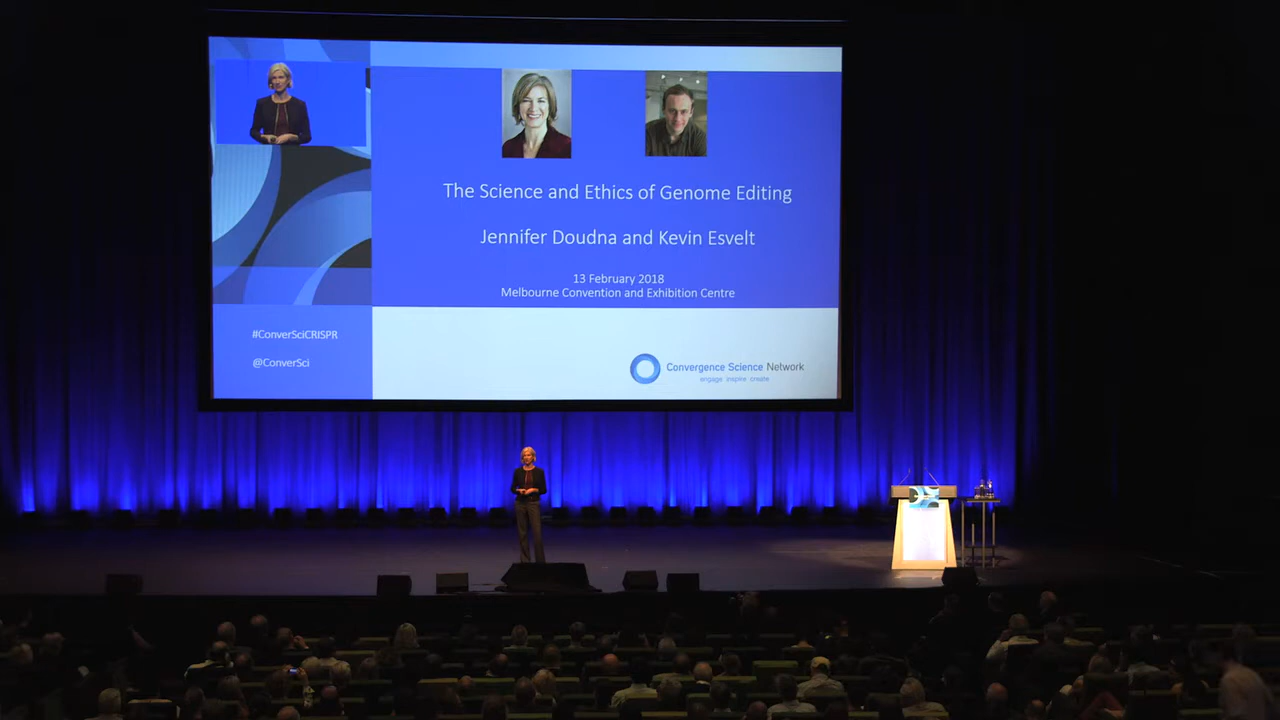 The Science and Ethics of Genome Editing
Jennifer Doudna and Kevin Esvelt
13 February 2018
Melbourne Convention and Exhibition Centre
#ConverSciCRISPR
@ConverSci
Convergence Science Network
engage inspire create